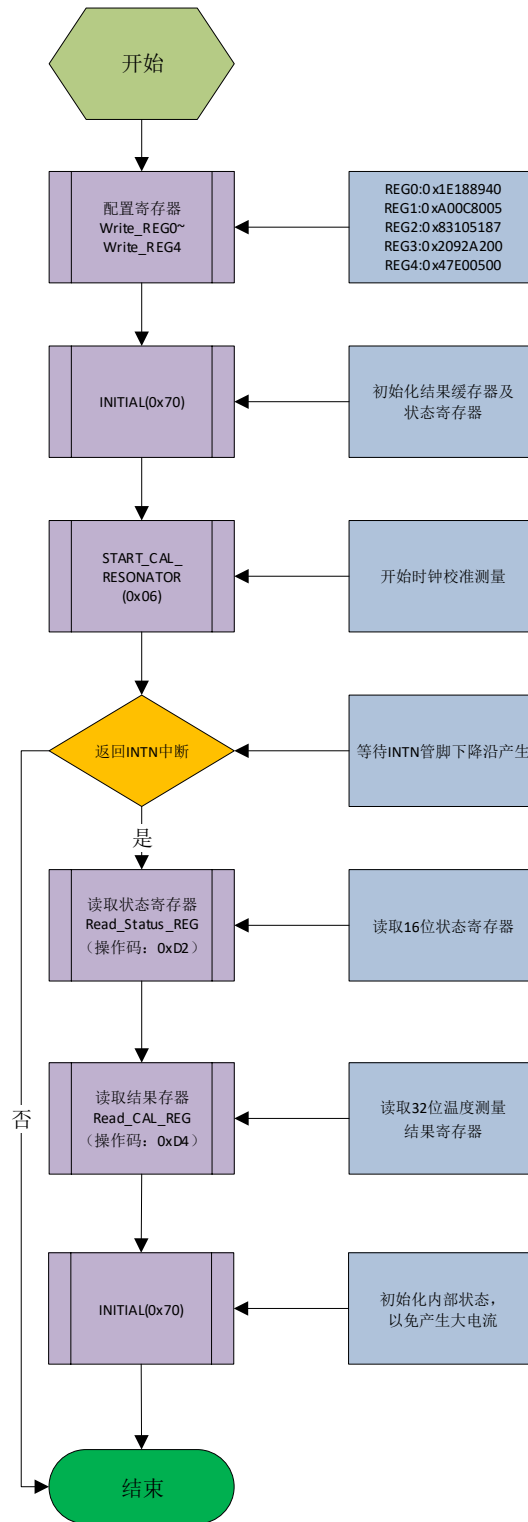 开始
配置寄存器
Write_REG0~
Write_REG4
REG0:0x1E188940
REG1:0xA00C8005
REG2:0x83105187
REG3:0x2092A200
REG4:0x47E00500
INITIAL(0x70)
初始化结果缓存器及
状态寄存器
START_CAL_
RESONATOR
(0x06)
开始时钟校准测量
返回INTN中断
等待INTN管脚下降沿产生
是
读取状态寄存器
Read_Status_REG
（操作码：0xD2）
读取16位状态寄存器
否
读取结果存器
Read_CAL_REG
（操作码：0xD4）
读取32位温度测量
结果寄存器
INITIAL(0x70)
初始化内部状态，
以免产生大电流
结束